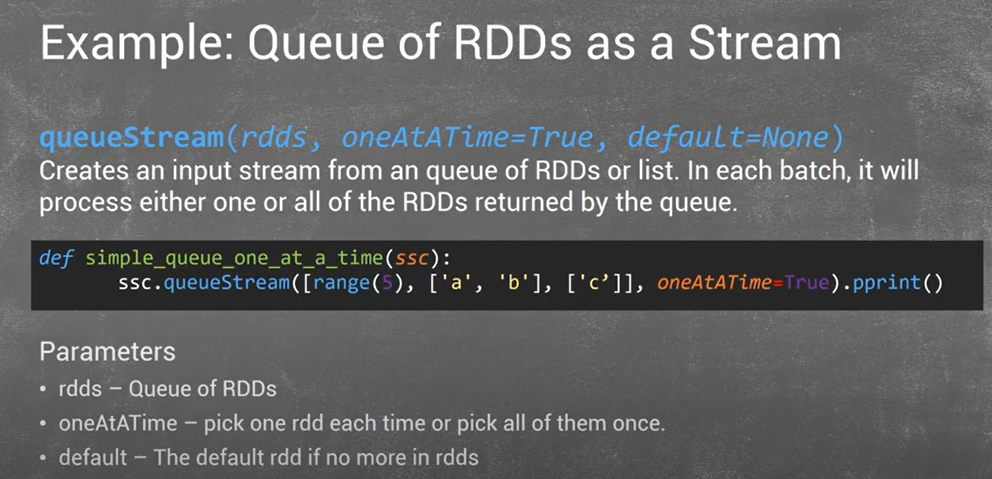 Example: Queue of RDDs as a Stream
queueStream(rdds, oneAtATime=True, default=None)
Creates an input stream from an queue of RDDs or list. In each batch, it will
process either one or all of the RDDs returned by the queue.
def simple_queue_one_at_a_time(ssc):
ssc.queueStream([range(5), ['a', 'b'], ['c’]], oneAtATime=True).pprint()
Parameters
• rdds – Queue of RDDs
• oneAtATime – pick one rdd each time or pick all of them once.
• default – The default rdd if no more in rdds